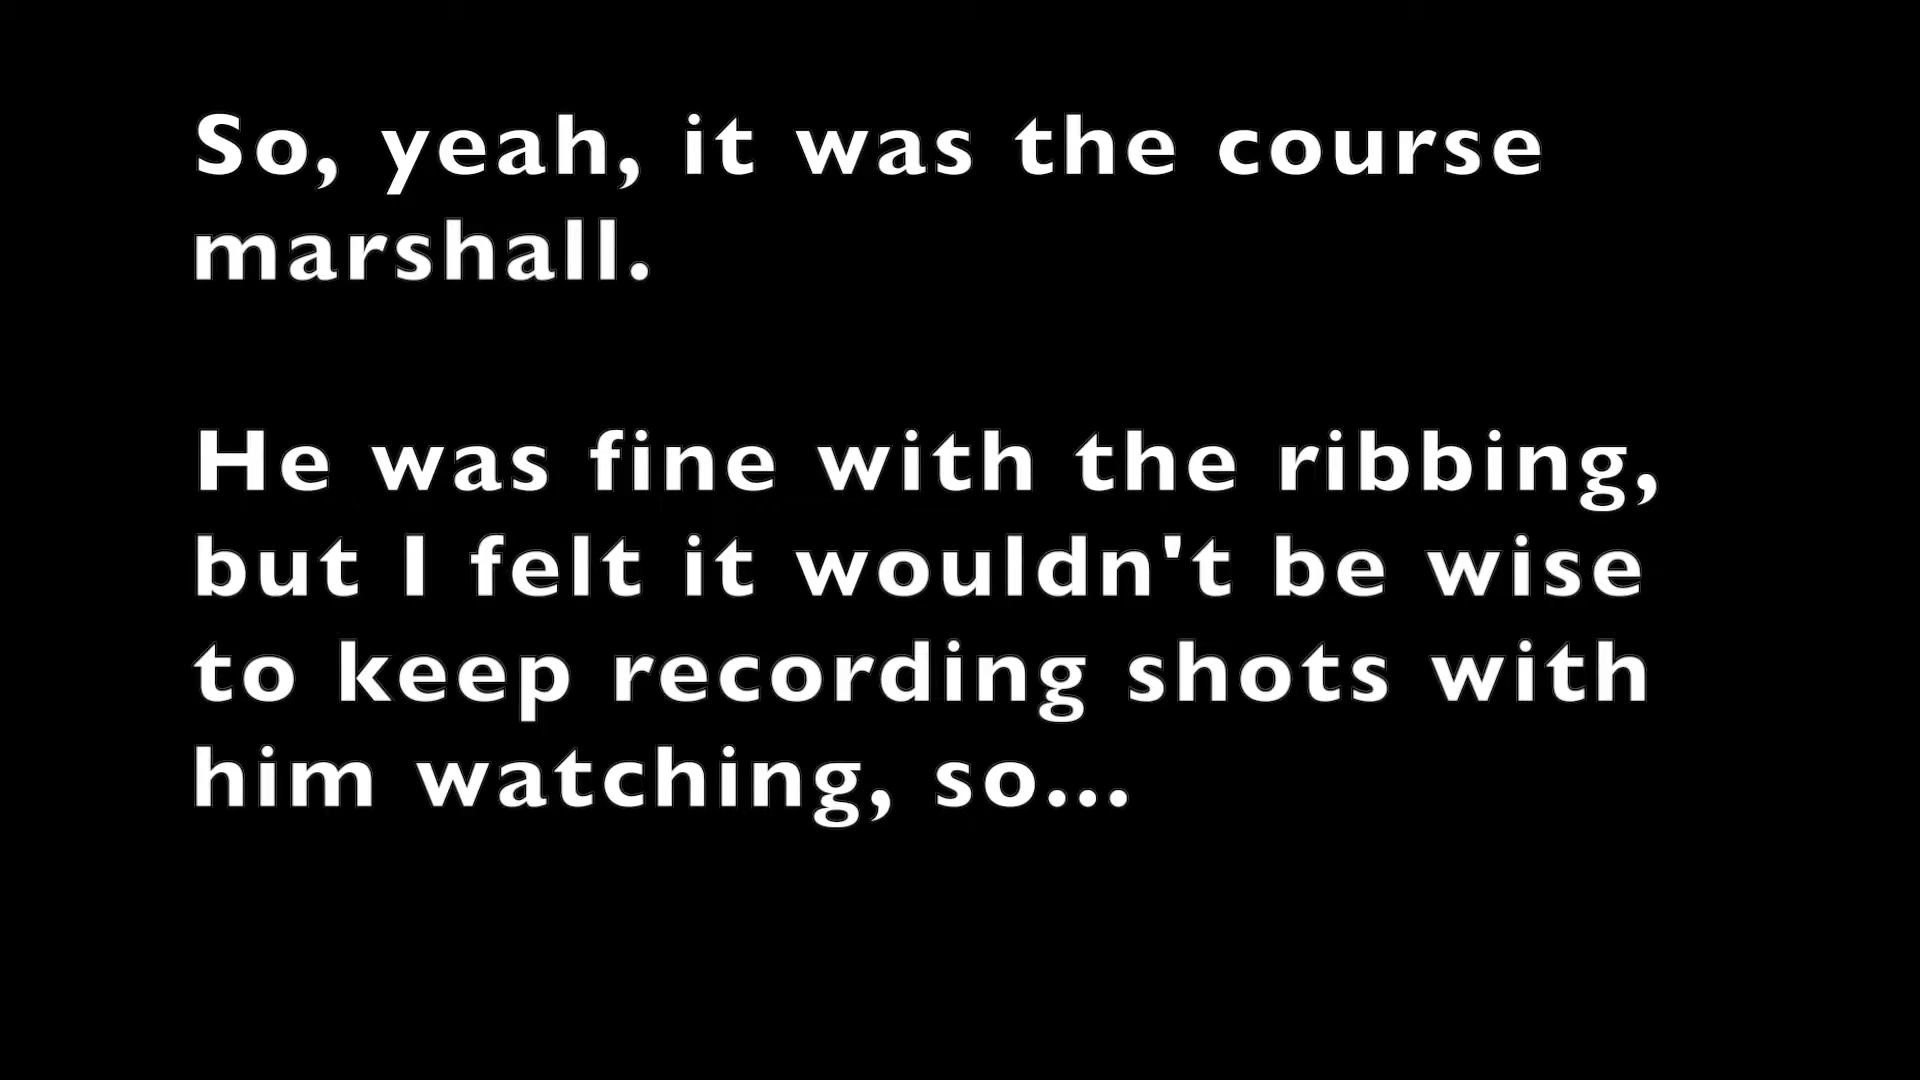 So, yeah, it was the course
marshall.
He was fine with the ribbing,
but I felt it wouldn't be wise
to keep recording shots with
him watching, so...